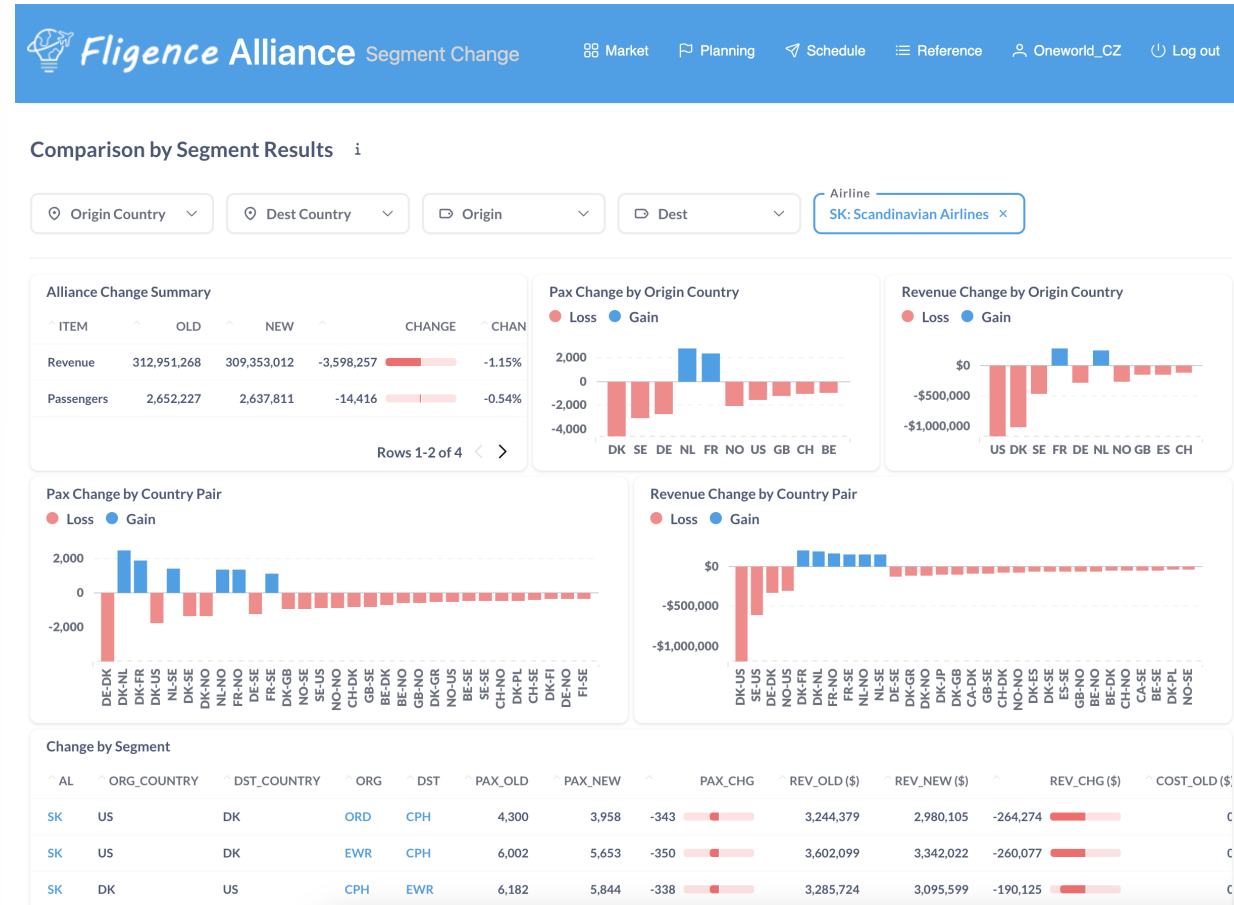 Fligence Alliance Segment Change
Market Planning Schedule Reference Oneworld_CZ Log out
Comparison by Segment Results i
Origin Country Dest Country Origin Dest Airline SK: Scandinavian Airlines ×
Alliance Change Summary
ITEM OLD NEW CHANGE CHAN
Revenue 312,951,268 309,353,012 -3,598,257 -1.15%
Passengers 2,652,227 2,637,811 -14,416 -0.54%
Rows 1-2 of 4
Pax Change by Origin Country
Loss Gain
2,000
0
-2,000
-4,000
DK SE DE NL FR NO US GB CH BE
Revenue Change by Origin Country
Loss Gain
$0
-$500,000
-$1,000,000
US DK SE FR DE NL NO GB ES CH
Pax Change by Country Pair
Loss Gain
2,000
0
-2,000
DE-DK DK-NL DK-FR DK-US NL-SE DK-SE DK-NO NL-NO FR-NO DE-SE FR-SE DK-GB NO-SE SE-US NO-NO CH-DK GB-SE BE-DK BE-NO GB-NO DK-GR NO-US BE-SE SE-SE CH-NO DK-PL CH-SE DK-FI DE-NO FI-SE
Revenue Change by Country Pair
Loss Gain
$0
-$500,000
-$1,000,000
DK-US SE-US DE-DK NO-US DK-FR DK-NL FR-NO FR-SE NL-NO NL-SE DE-SE DK-GR DK-NO DK-JP DK-GB CA-DK GB-SE CH-DK NO-NO DK-ES DK-SE ES-SE GB-NO BE-NO BE-DK CH-NO CA-SE BE-SE DK-PL NO-SE
Change by Segment
AL ORG_COUNTRY DST_COUNTRY ORG DST PAX_OLD PAX_NEW PAX_CHG REV_OLD ($) REV_NEW ($) REV_CHG ($) COST_OLD ($)
SK US DK ORD CPH 4,300 3,958 -343 3,244,379 2,980,105 -264,274 0
SK US DK EWR CPH 6,002 5,653 -350 3,602,099 3,342,022 -260,077 0
SK DK US CPH EWR 6,182 5,844 -338 3,285,724 3,095,599 -190,125 0